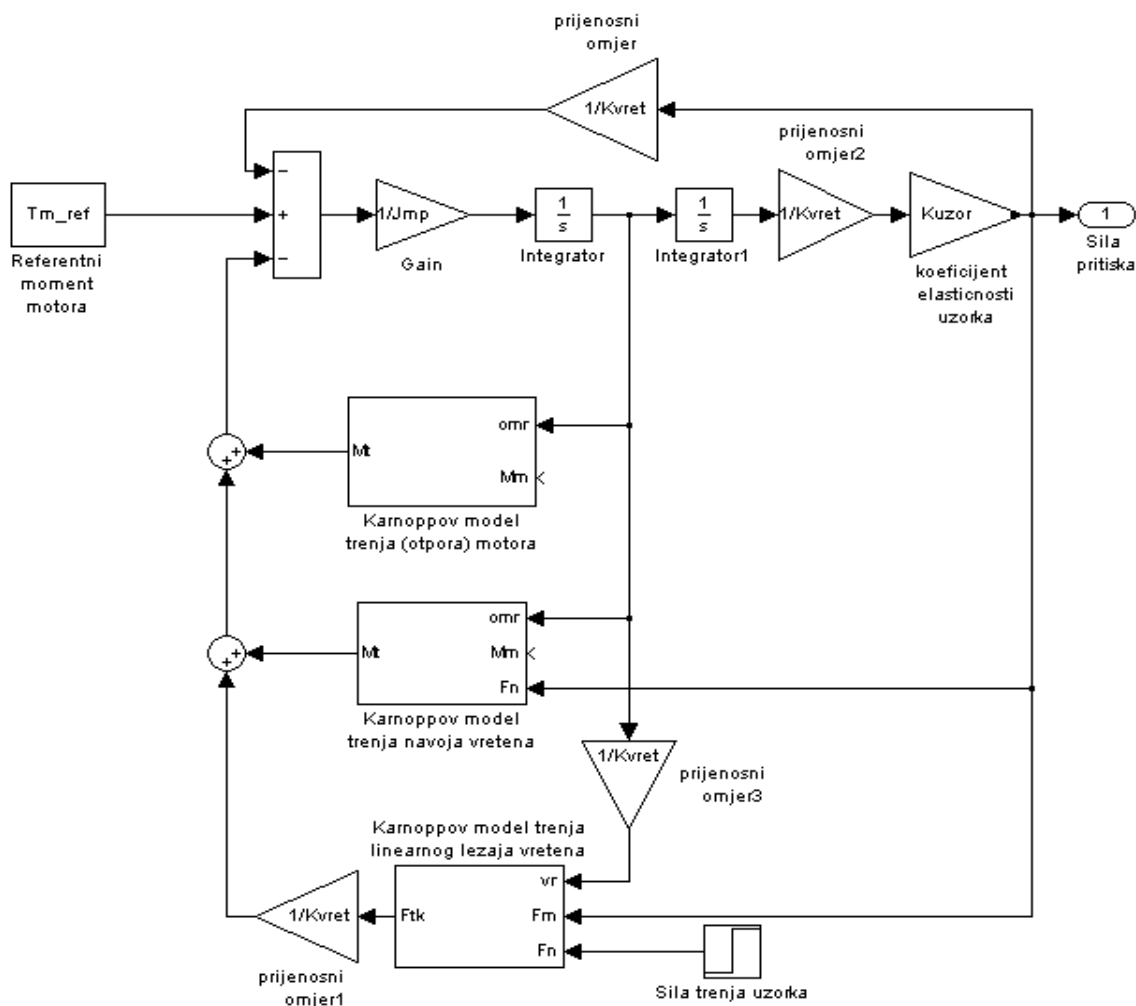 prijenosni
omjer
1/Kvret
prijenosni
omjer2
−
Tm_ref
+
1/Jmp
1
s
1
s
1/Kvret
Kuzor
1
−
Referentni
moment
motora
Gain
Integrator
Integrator1
koeficijent
elasticnosti
uzorka
Sila
pritiska
omr
+
+
Mt
Mm
Karnoppov model
trenja (otpora) motora
omr
+
+
Mt
Mm
Fn
Karnoppov model
trenja navoja vretena
1/Kvret
prijenosni
omjer3
Karnoppov model trenja
linearnog lezaja vretena
vr
1/Kvret
Ftk
Fm
Fn
prijenosni
omjer1
Sila trenja uzorka